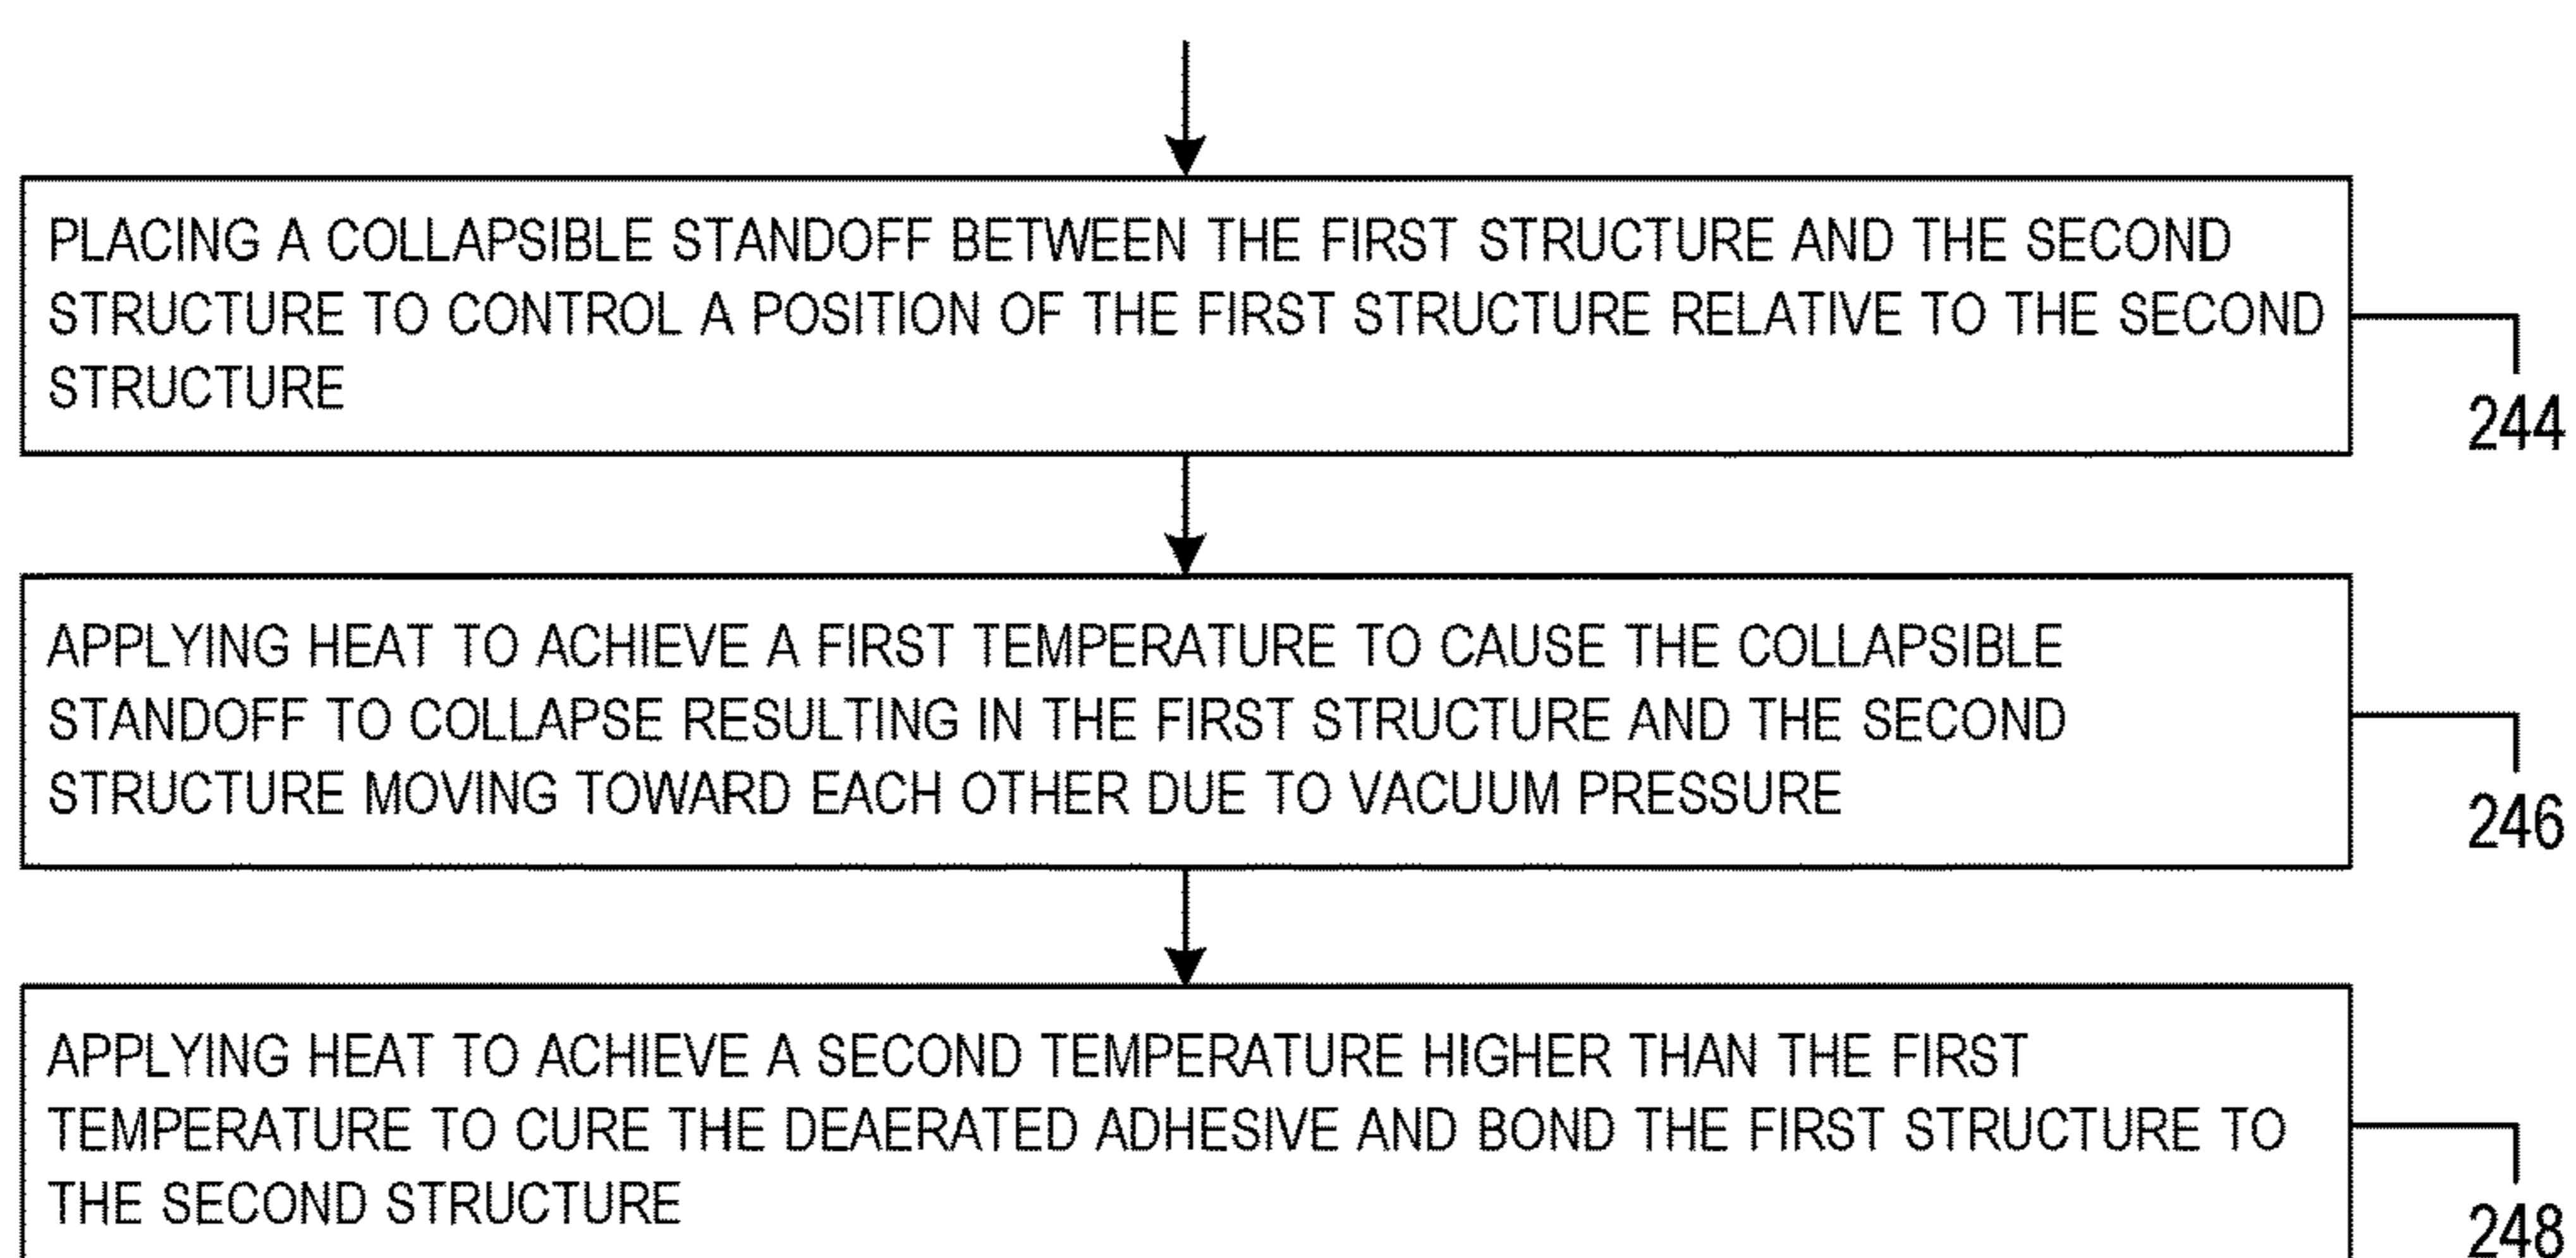 PLACING A COLLAPSIBLE STANDOFF BETWEEN THE FIRST STRUCTURE AND THE SECOND
STRUCTURE TO CONTROL A POSITION OF THE FIRST STRUCTURE RELATIVE TO THE SECOND
STRUCTURE
244
APPLYING HEAT TO ACHIEVE A FIRST TEMPERATURE TO CAUSE THE COLLAPSIBLE
STANDOFF TO COLLAPSE RESULTING IN THE FIRST STRUCTURE AND THE SECOND
STRUCTURE MOVING TOWARD EACH OTHER DUE TO VACUUM PRESSURE
246
APPLYING HEAT TO ACHIEVE A SECOND TEMPERATURE HIGHER THAN THE FIRST
TEMPERATURE TO CURE THE DEAERATED ADHESIVE AND BOND THE FIRST STRUCTURE TO
THE SECOND STRUCTURE
248